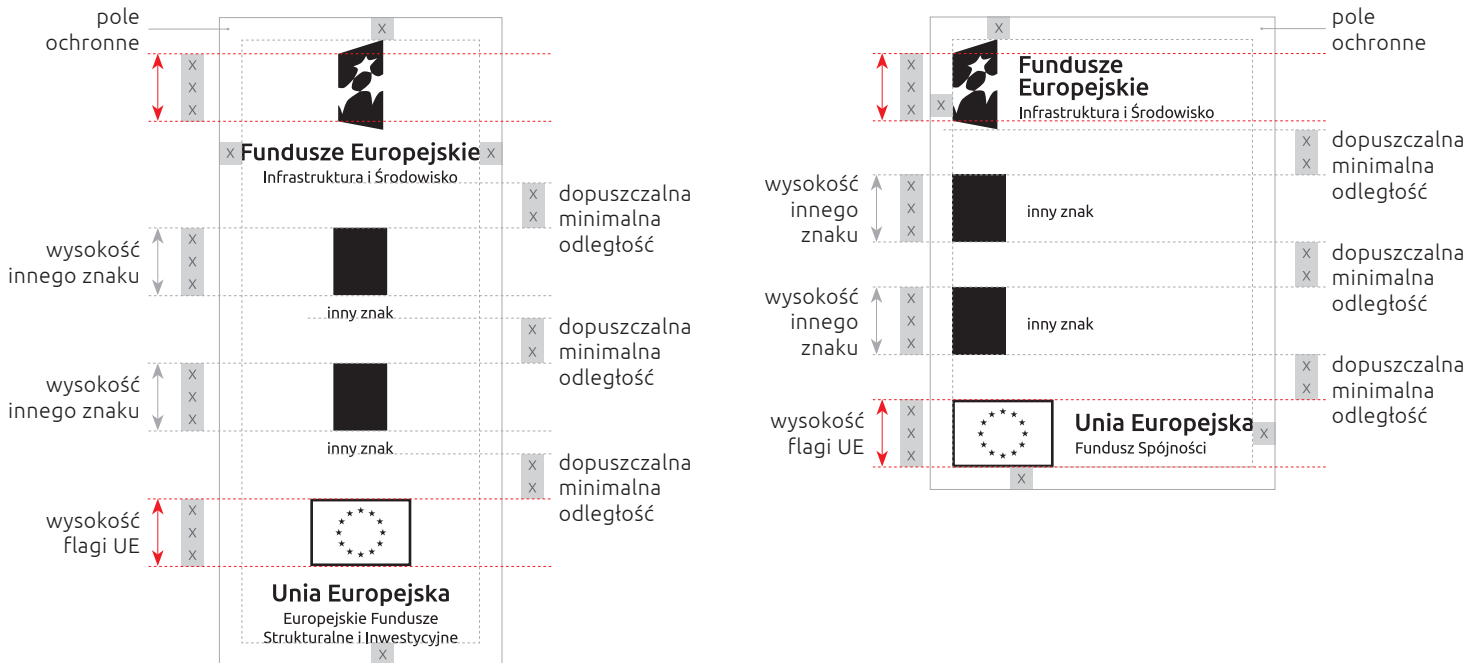 pole
ochronne
X
X
X
X
X
Fundusze Europejskie
X
Infrastruktura i Środowisko
X
X
dopuszczalna
minimalna
odległość
wysokość
innego znaku
X
X
X
inny znak
X
X
dopuszczalna
minimalna
odległość
wysokość
innego znaku
X
X
X
inny znak
X
X
dopuszczalna
minimalna
odległość
wysokość
flagi UE
X
X
X
Unia Europejska
Europejskie Fundusze
Strukturalne i Inwestycyjne
X
pole
ochronne
X
X
X
X
X
Fundusze
Europejskie
Infrastruktura i Środowisko
X
X
dopuszczalna
minimalna
odległość
wysokość
innego
znaku
X
X
X
inny znak
X
X
dopuszczalna
minimalna
odległość
wysokość
innego
znaku
X
X
X
inny znak
X
X
dopuszczalna
minimalna
odległość
wysokość
flagi UE
X
X
X
Unia Europejska
Fundusz Spójności
X
X